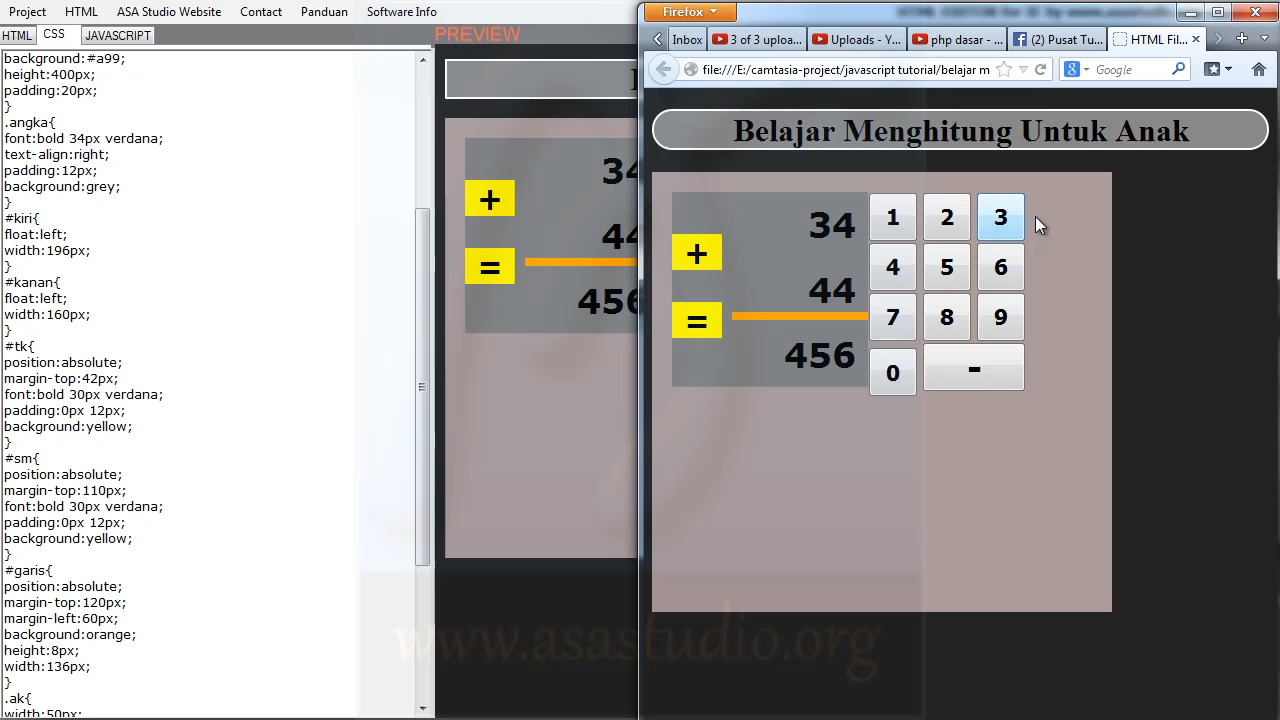 Project HTML ASA Studio Website Contact Panduan Software Info
HTML CSS JAVASCRIPT
PREVIEW
background:#a99;
height:400px;
padding:20px;
}
.angka{
font:bold 34px verdana;
text-align:right;
padding:12px;
background:grey;
}
#kiri{
float:left;
width:196px;
}
#kanan{
float:left;
width:160px;
}
#tk{
position:absolute;
margin-top:42px;
font:bold 30px verdana;
padding:0px 12px;
background:yellow;
}
#sm{
position:absolute;
margin-top:110px;
font:bold 30px verdana;
padding:0px 12px;
background:yellow;
}
#garis{
position:absolute;
margin-top:120px;
margin-left:60px;
background:orange;
height:8px;
width:136px;
}
.ak{
width:50px;
34
+
44
=
456
Firefox
Inbox 3 of 3 uploa... Uploads - Y... php dasar - ... (2) Pusat Tu... HTML Fil...
file:///E:/camtasia-project/javascript tutorial/belajar m Google
Belajar Menghitung Untuk Anak
34
+
44
=
456
1 2 3
4 5 6
7 8 9
0 -
www.asastudio.org